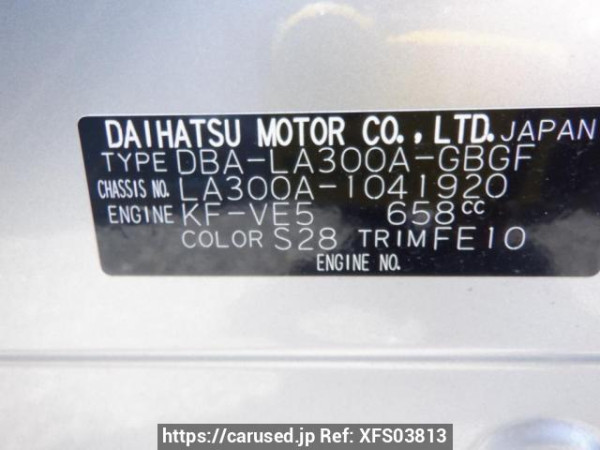 DAIHATSU MOTOR CO., LTD. JAPAN
TYPE DBA-LA300A-GBGF
CHASSIS NO. LA300A-1041920
ENGINE KF-VE5 658cc
COLOR S28 TRIM FE10
ENGINE NO.
https://carused.jp Ref: XFS03813